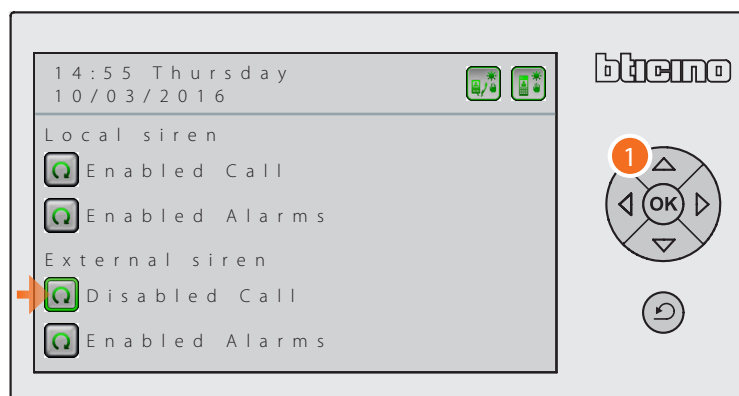 14:55 Thursday
10/03/2016
bticino
Local siren
Enabled Call
Enabled Alarms
External siren
Disabled Call
Enabled Alarms
1
OK